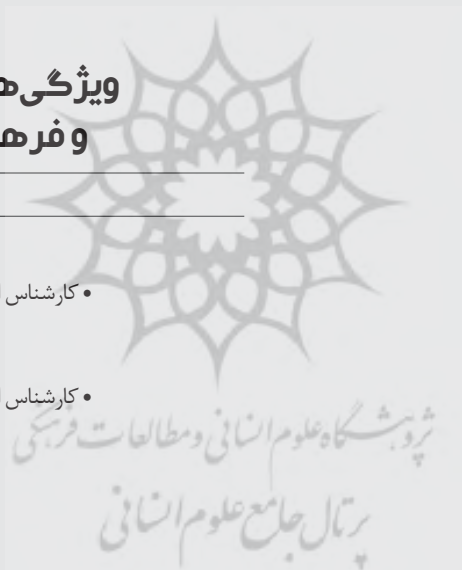 ویژگی‌ه
و فره
• کارشناس ا
• کارشناس ا
پژوهشگاه علوم انسانی و مطالعات فرهنگی
پرتال جامع علوم انسانی